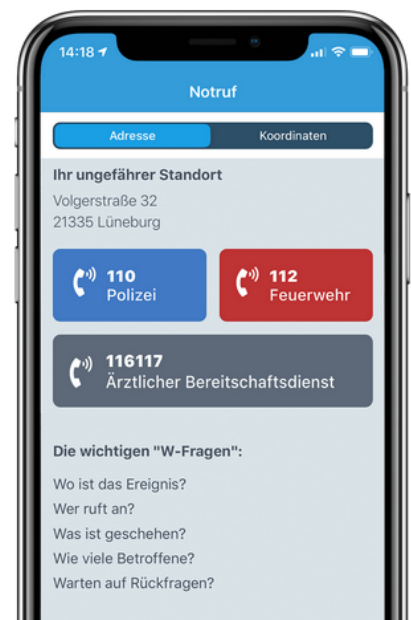 14:18
Notruf
Adresse
Koordinaten
Ihr ungefährer Standort
Volgerstraße 32
21335 Lüneburg
110
Polizei
112
Feuerwehr
116117
Ärztlicher Bereitschaftsdienst
Die wichtigen "W-Fragen":
Wo ist das Ereignis?
Wer ruft an?
Was ist geschehen?
Wie viele Betroffene?
Warten auf Rückfragen?